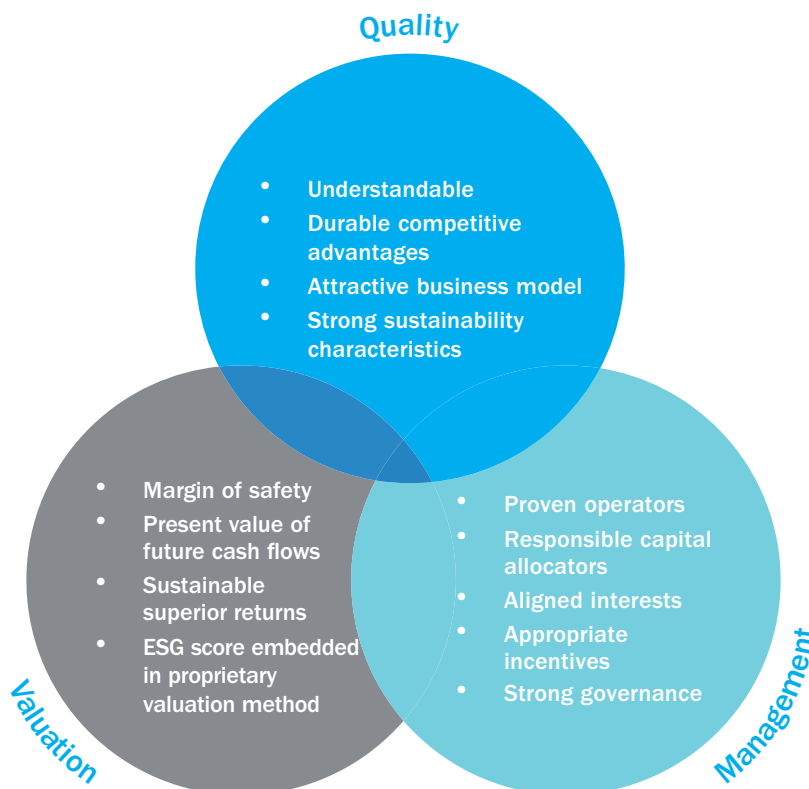 Quality
• Understandable
• Durable competitive
advantages
• Attractive business model
• Strong sustainability
characteristics
• Margin of safety
• Present value of
future cash flows
• Sustainable
superior returns
• ESG score embedded
in proprietary
valuation method
Valuation
• Proven operators
• Responsible capital
allocators
• Aligned interests
• Appropriate
incentives
• Strong governance
Management